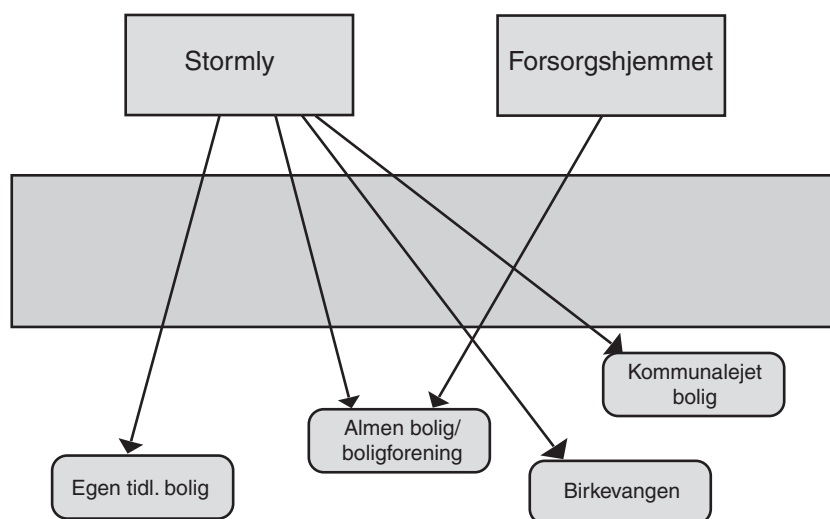 Stormly
Forsorgshjemmet
Kommunalejet
bolig
Almen bolig/
boligforening
Egen tidl. bolig
Birkevangen